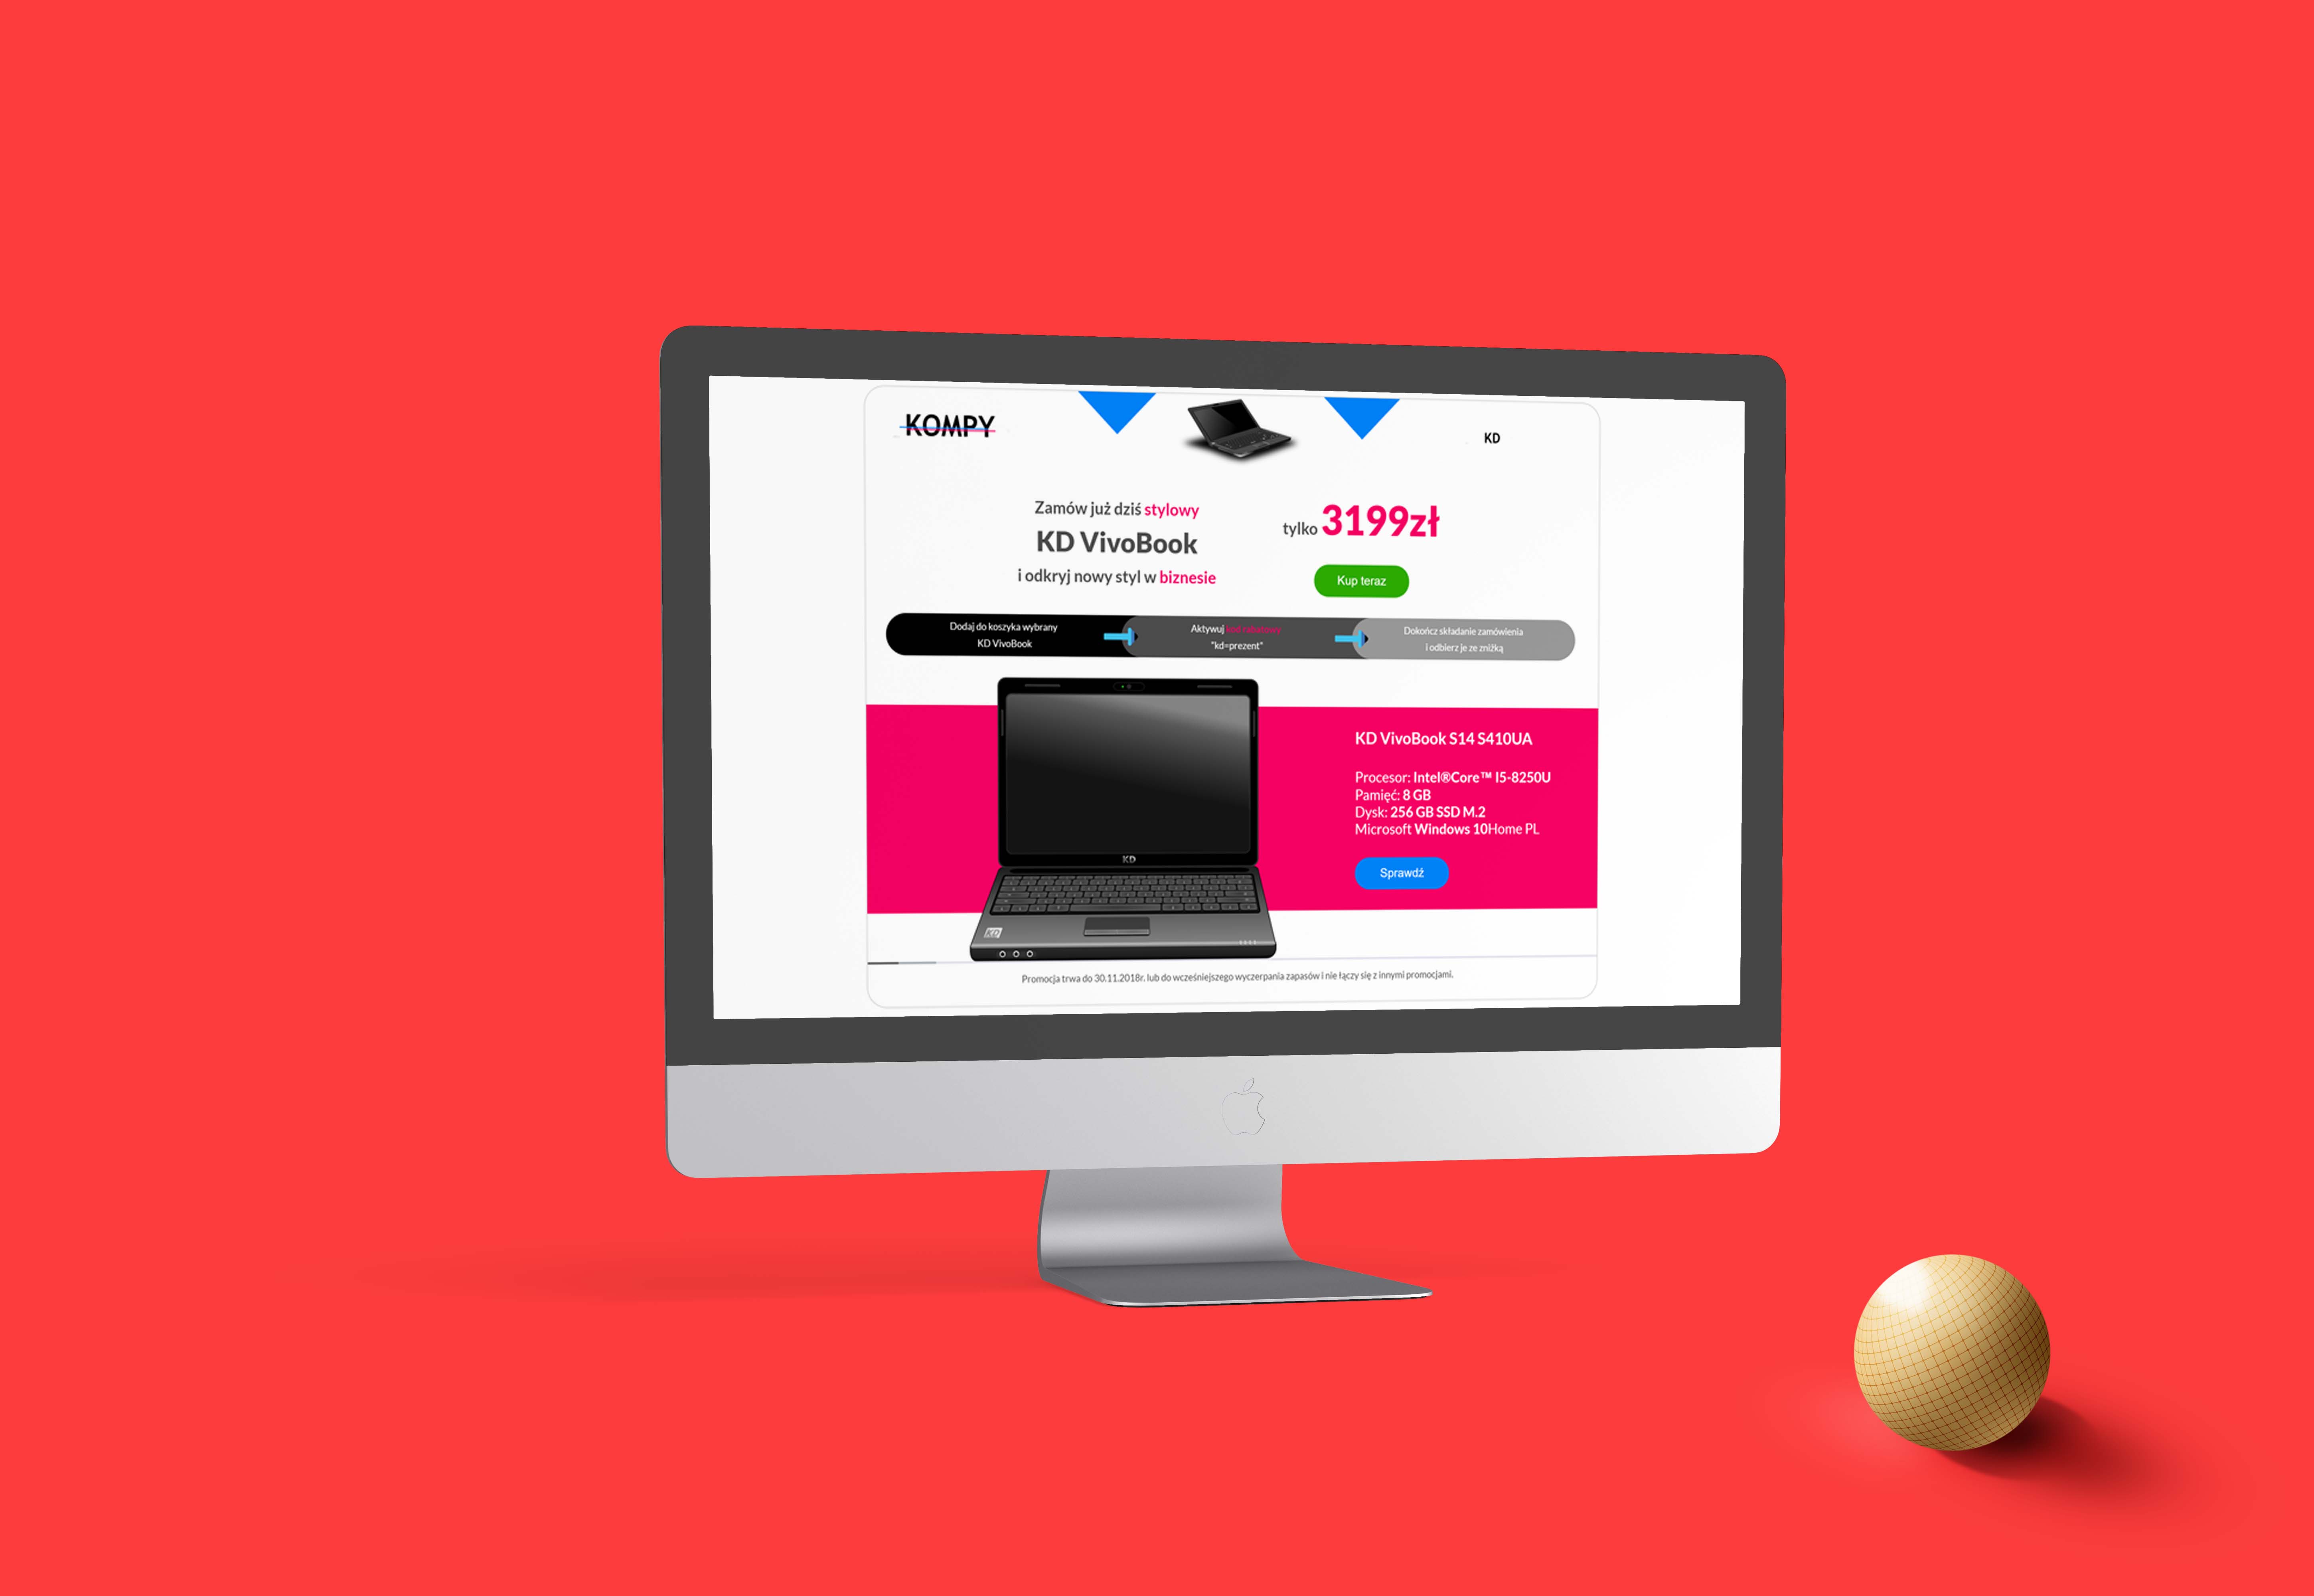 KOMPY
KD
Zamów już dziś stylowy
KD VivoBook
i odkryj nowy styl w biznesie
tylko 3199zł
Kup teraz
Dodaj do koszyka wybrany
KD VivoBook
Aktywuj kod rabatowy
"kd=prezent"
Dokończ składanie zamówienia
i odbierz je ze zniżką
KD VivoBook S14 S410UA
Procesor: Intel®Core™ I5-8250U
Pamięć: 8 GB
Dysk: 256 GB SSD M.2
Microsoft Windows 10Home PL
Sprawdź
KD
KD
Promocja trwa do 30.11.2018r. lub do wcześniejszego wyczerpania zapasów i nie łączy się z innymi promocjami.